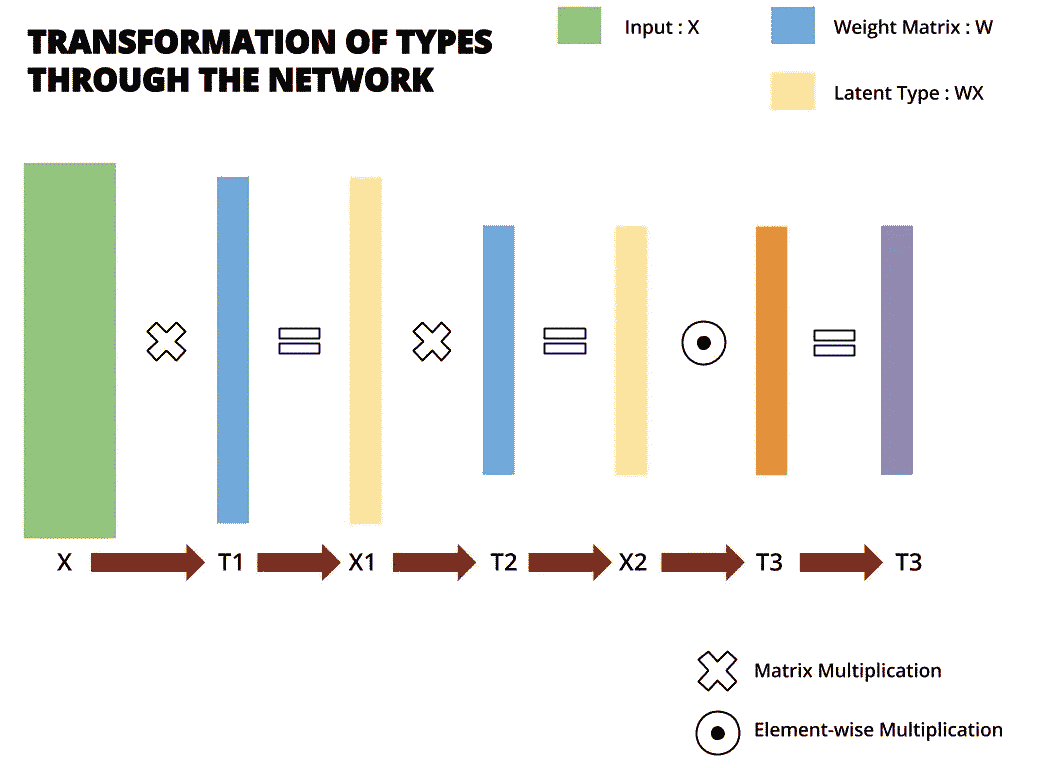 TRANSFORMATION OF TYPES
THROUGH THE NETWORK
Input : X
Weight Matrix : W
Latent Type : WX
X
T1
X1
T2
X2
T3
T3
Matrix Multiplication
Element-wise Multiplication